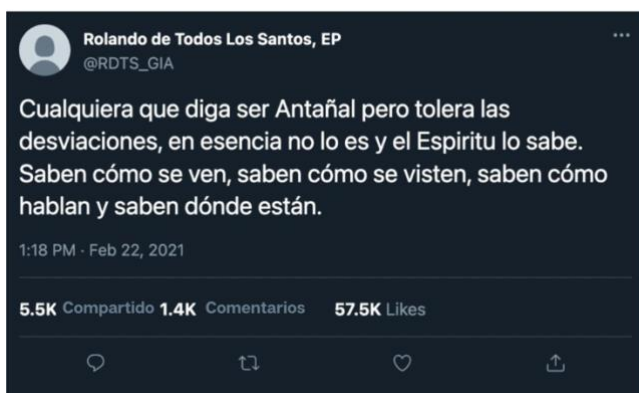 Rolando de Todos Los Santos, EP
@RDTS_GIA
Cualquiera que diga ser Antañal pero tolera las
desviaciones, en esencia no lo es y el Espiritu lo sabe.
Saben cómo se ven, saben cómo se visten, saben cómo
hablan y saben dónde están.
1:18 PM · Feb 22, 2021
5.5K Compartido 1.4K Comentarios 57.5K Likes